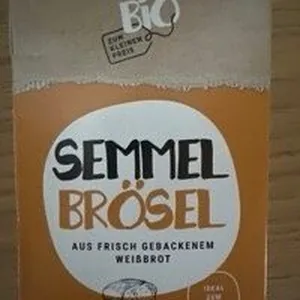 BiO
ZUM
KLEINEN
PREIS
SEMMEL
BRÖSEL
AUS FRISCH GEBACKENEM
WEIẞBROT
IDEAL
ZUM